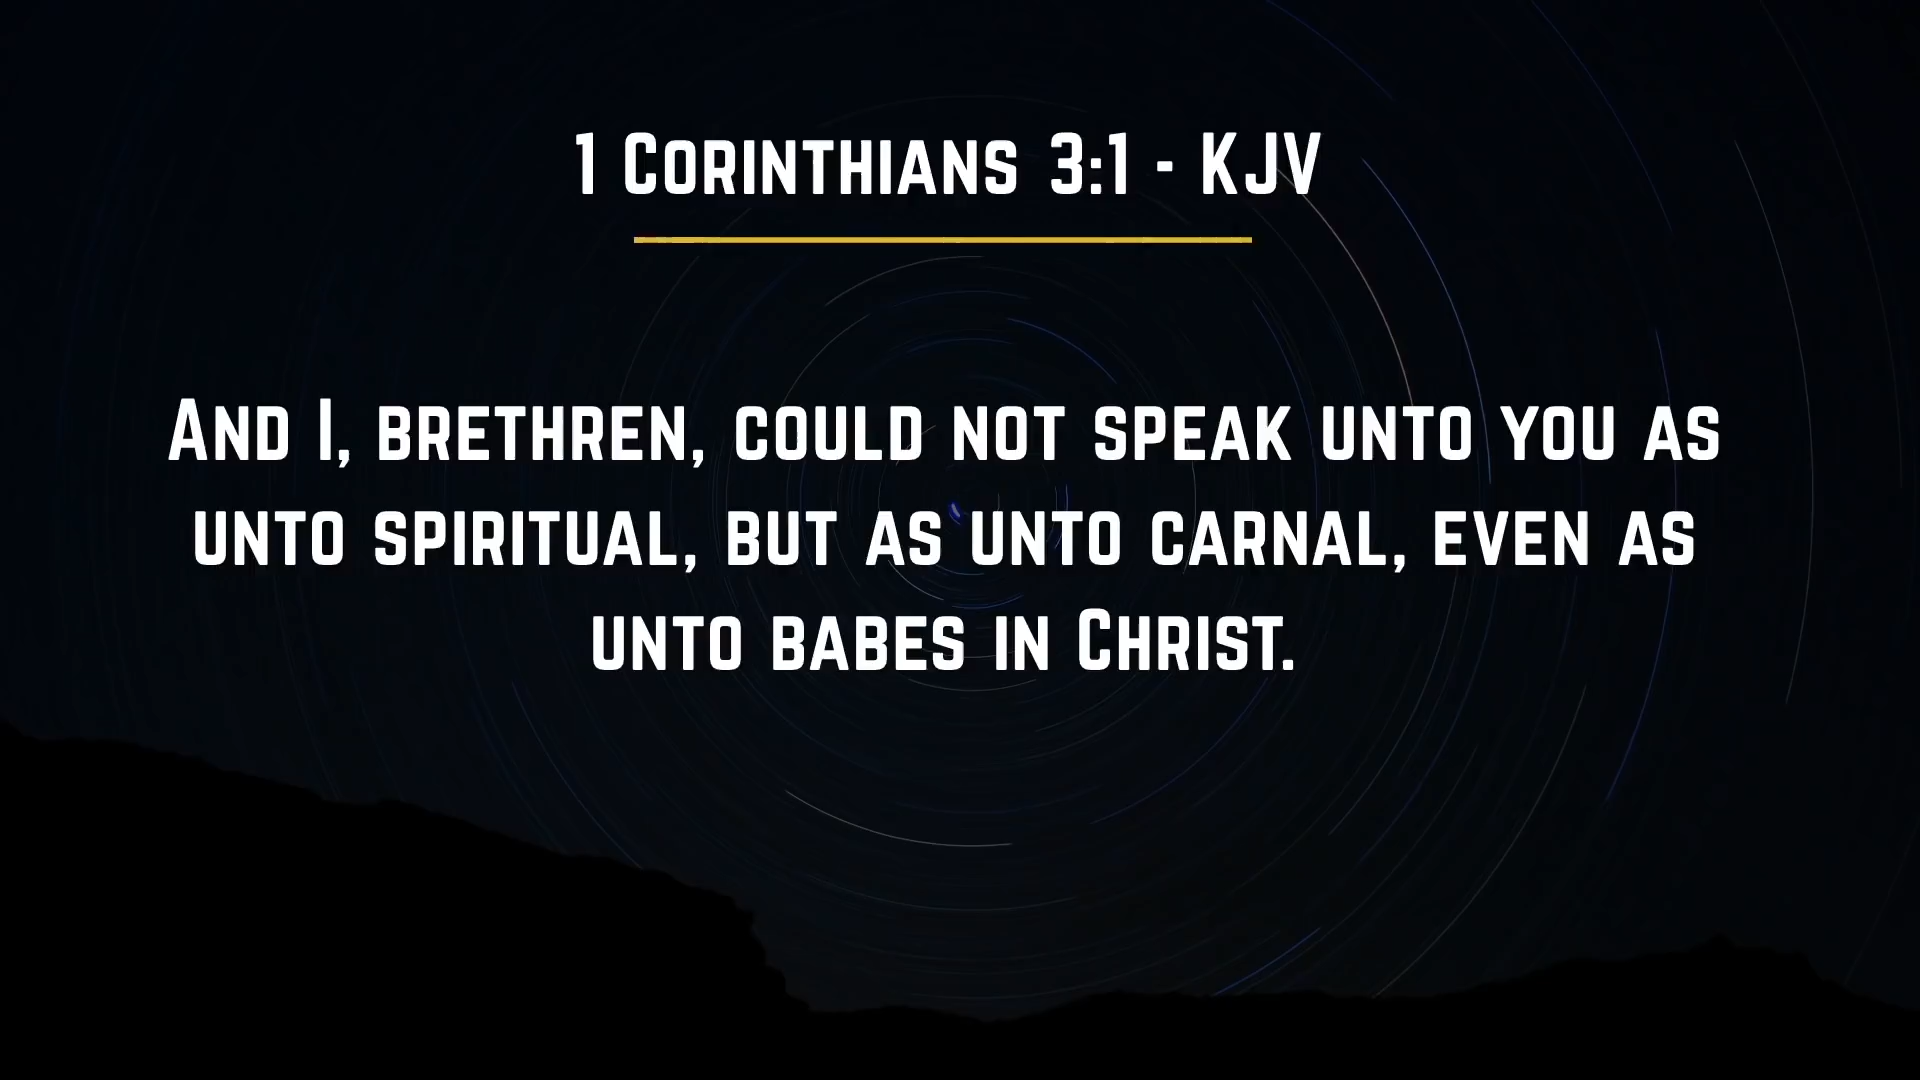 1 Corinthians 3:1 - KJV
And I, brethren, could not speak unto you as
unto spiritual, but as unto carnal, even as
unto babes in Christ.